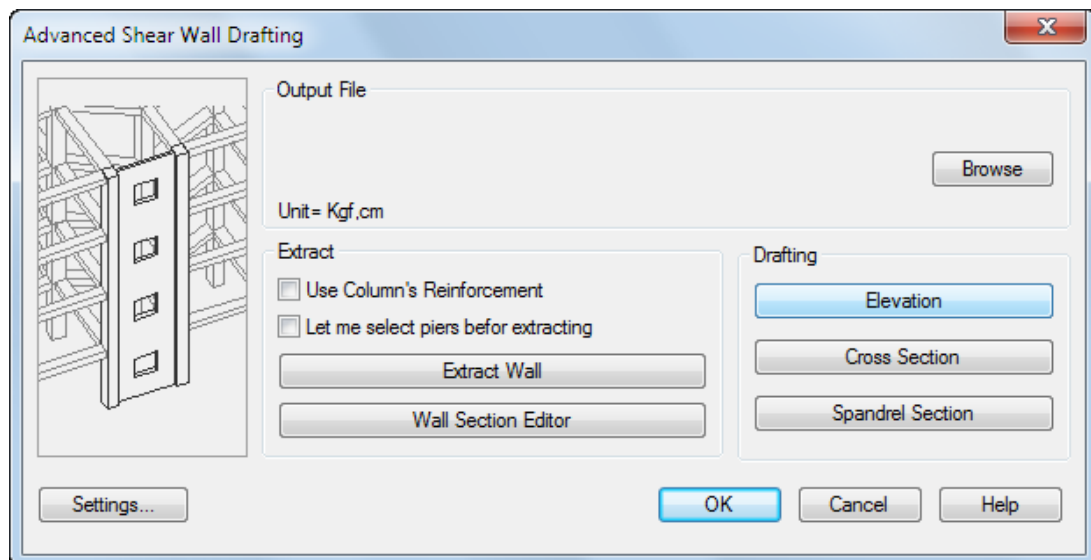 Advanced Shear Wall Drafting
Output File
Browse
Unit= Kgf,cm
Extract
Use Column's Reinforcement
Let me select piers befor extracting
Extract Wall
Wall Section Editor
Drafting
Elevation
Cross Section
Spandrel Section
Settings...
OK
Cancel
Help